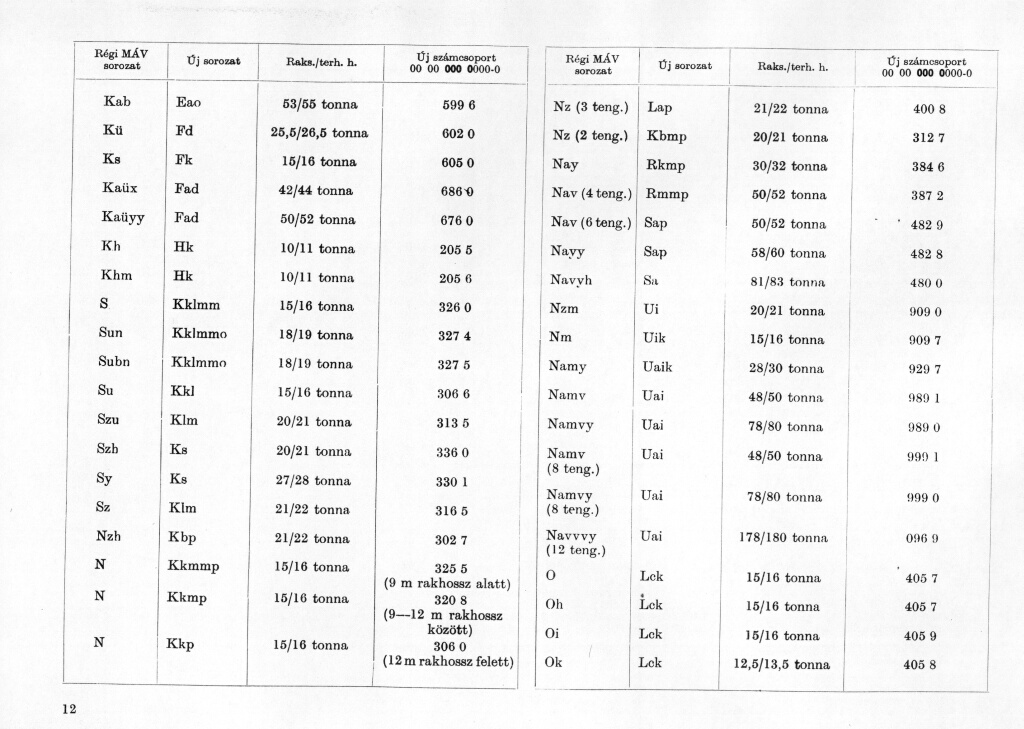 Régi MÁV sorozat | Új sorozat | Raks./terh. h. | Új számcsoport 00 00 000 0000-0
Kab | Eao | 53/55 tonna | 599 6
Kü | Fd | 25,5/26,5 tonna | 602 0
Ks | Fk | 15/16 tonna | 605 0
Kaüx | Fad | 42/44 tonna | 686 0
Kaüyy | Fad | 50/52 tonna | 676 0
Kh | Hk | 10/11 tonna | 205 5
Khm | Hk | 10/11 tonna | 205 6
S | Kklmm | 15/16 tonna | 326 0
Sun | Kklmmo | 18/19 tonna | 327 4
Subn | Kklmmo | 18/19 tonna | 327 5
Su | Kkl | 15/16 tonna | 306 6
Szu | Klm | 20/21 tonna | 313 5
Szb | Ks | 20/21 tonna | 336 0
Sy | Ks | 27/28 tonna | 330 1
Sz | Klm | 21/22 tonna | 316 5
Nzh | Kbp | 21/22 tonna | 302 7
N | Kkmmp | 15/16 tonna | 325 5
(9 m rakhossz alatt)
N | Kkmp | 15/16 tonna | 320 8
(9—12 m rakhossz
között)
N | Kkp | 15/16 tonna | 306 0
(12 m rakhossz felett)
12
Régi MÁV sorozat | Új sorozat | Raks./terh. h. | Új számcsoport 00 00 000 0000-0
Nz (3 teng.) | Lap | 21/22 tonna | 400 8
Nz (2 teng.) | Kbmp | 20/21 tonna | 312 7
Nay | Rkmp | 30/32 tonna | 384 6
Nav (4 teng.) | Rmmp | 50/52 tonna | 387 2
Nav (6 teng.) | Sap | 50/52 tonna | 482 9
Nayy | Sap | 58/60 tonna | 482 8
Navyh | Sa | 81/83 tonna | 480 0
Nzm | Ui | 20/21 tonna | 909 0
Nm | Uik | 15/16 tonna | 909 7
Namy | Uaik | 28/30 tonna | 929 7
Namv | Uai | 48/50 tonna | 989 1
Namvy | Uai | 78/80 tonna | 989 0
Namv | Uai | 48/50 tonna | 999 1
(8 teng.)
Namvy | Uai | 78/80 tonna | 999 0
(8 teng.)
Navvvy | Uai | 178/180 tonna | 096 9
(12 teng.)
O | Lck | 15/16 tonna | 405 7
Oh | Lck | 15/16 tonna | 405 7
Oi | Lck | 15/16 tonna | 405 9
Ok | Lck | 12,5/13,5 tonna | 405 8